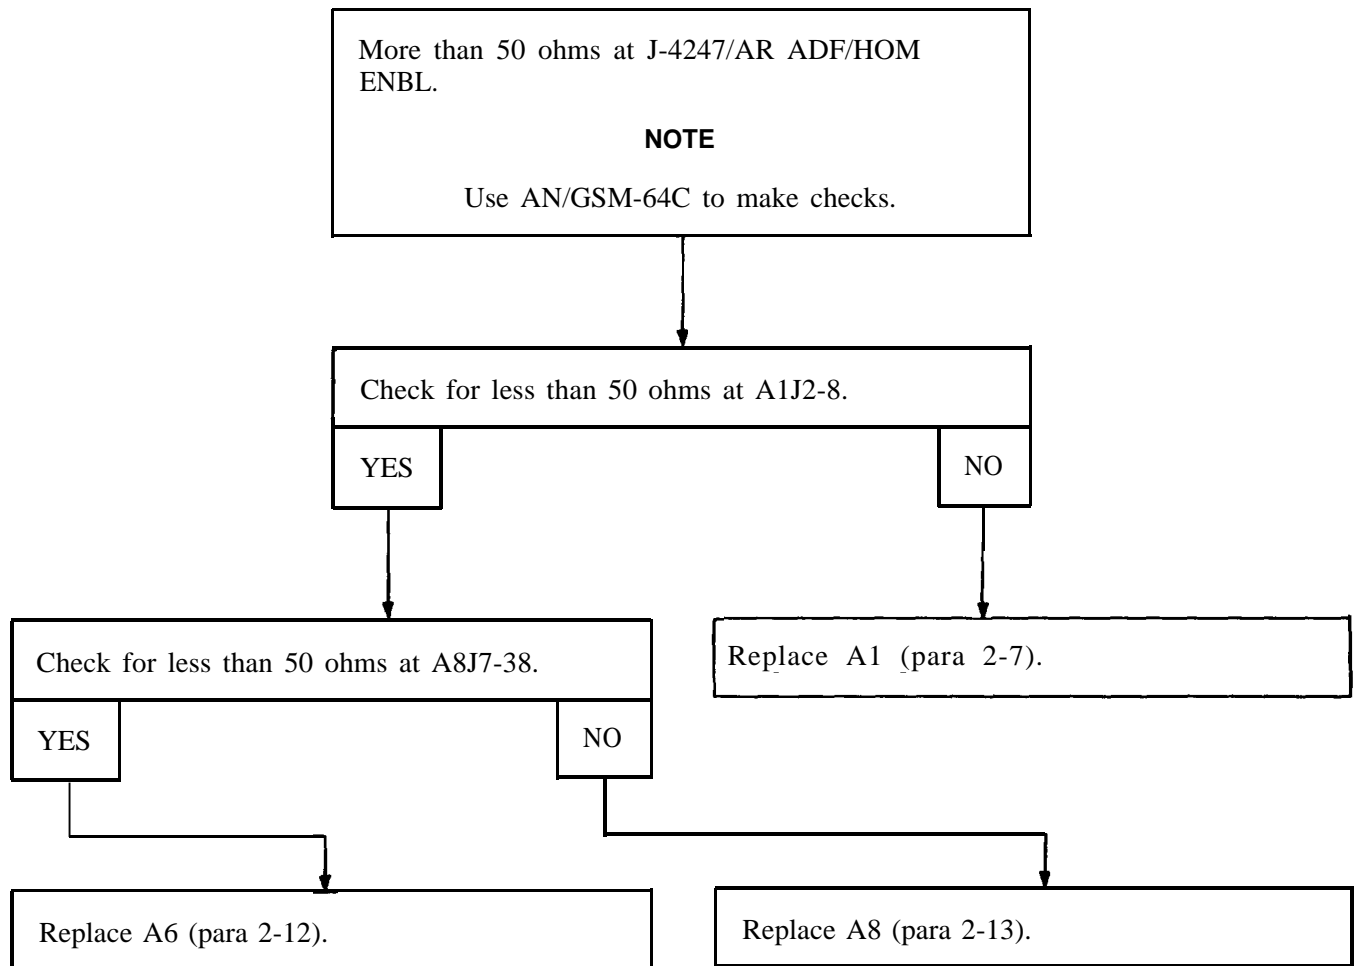 More than 50 ohms at J-4247/AR ADF/HOM
ENBL.
NOTE
Use AN/GSM-64C to make checks.
Check for less than 50 ohms at A1J2-8.
YES
NO
Check for less than 50 ohms at A8J7-38.
YES
NO
Replace A1 (para 2-7).
Replace A6 (para 2-12).
Replace A8 (para 2-13).